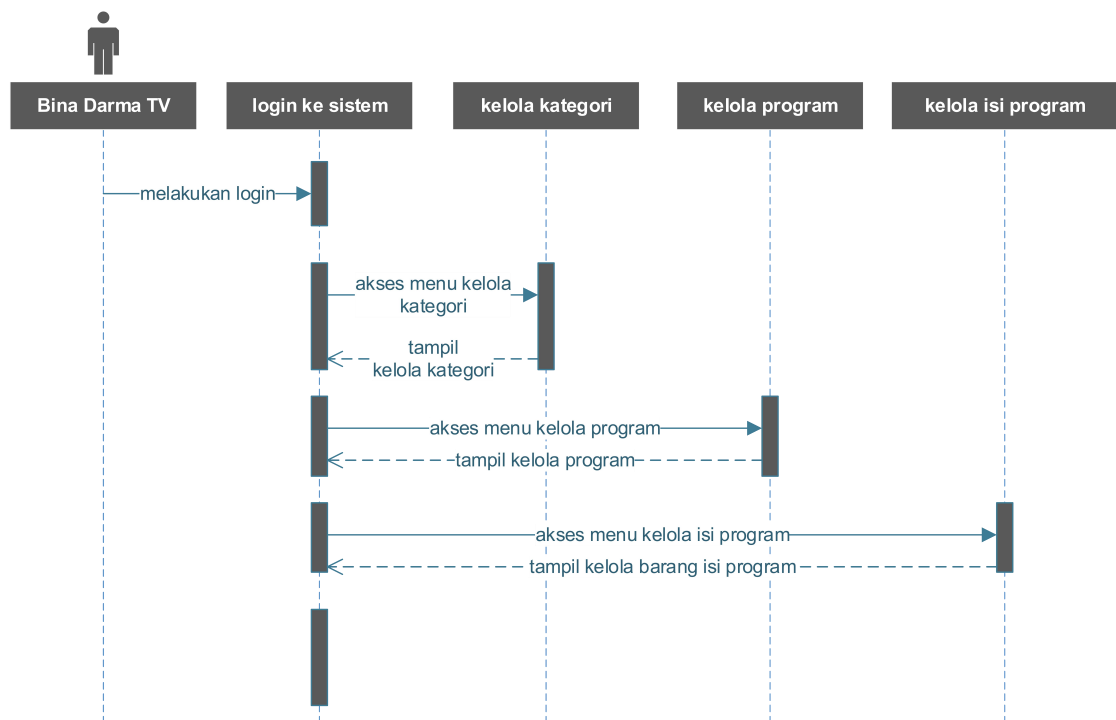 Bina Darma TV
login ke sistem
kelola kategori
kelola program
kelola isi program
melakukan login
akses menu kelola
kategori
tampil
kelola kategori
akses menu kelola program
tampil kelola program
akses menu kelola isi program
tampil kelola barang isi program